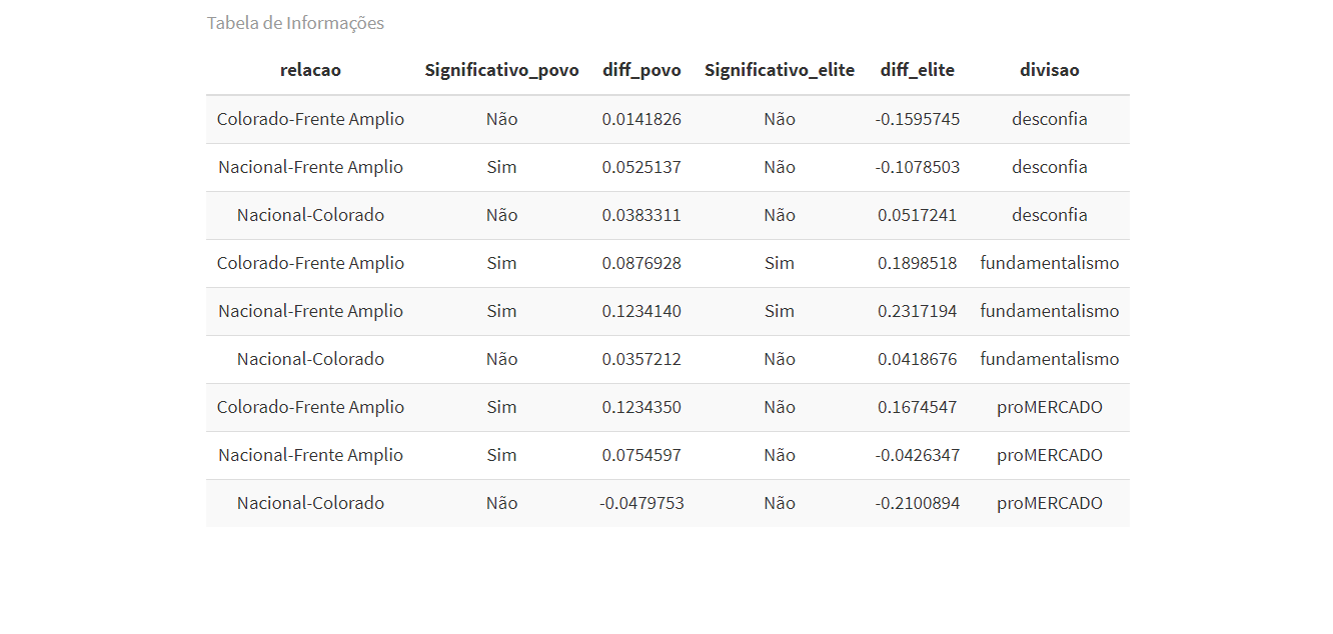 Tabela de Informações
relacao Significativo_povo diff_povo Significativo_elite diff_elite divisao
Colorado-Frente Amplio Não 0.0141826 Não -0.1595745 desconfia
Nacional-Frente Amplio Sim 0.0525137 Não -0.1078503 desconfia
Nacional-Colorado Não 0.0383311 Não 0.0517241 desconfia
Colorado-Frente Amplio Sim 0.0876928 Sim 0.1898518 fundamentalismo
Nacional-Frente Amplio Sim 0.1234140 Sim 0.2317194 fundamentalismo
Nacional-Colorado Não 0.0357212 Não 0.0418676 fundamentalismo
Colorado-Frente Amplio Sim 0.1234350 Não 0.1674547 proMERCADO
Nacional-Frente Amplio Sim 0.0754597 Não -0.0426347 proMERCADO
Nacional-Colorado Não -0.0479753 Não -0.2100894 proMERCADO